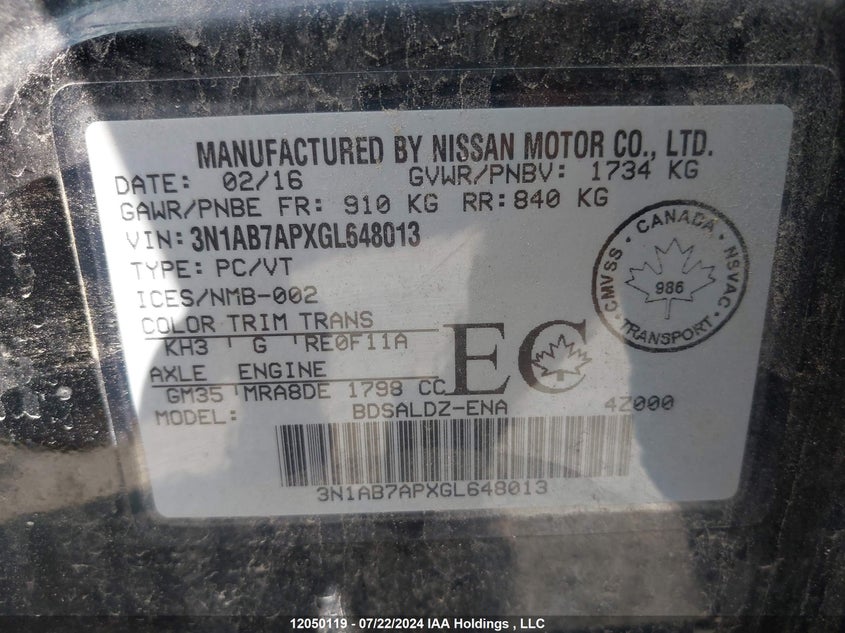 MANUFACTURED BY NISSAN MOTOR CO., LTD.
DATE: 02/16 GVWR/PNBV: 1734 KG
GAWR/PNBE FR: 910 KG RR:840 KG
VIN: 3N1AB7APXGL648013
TYPE: PC/VT
ICES/NMB-002
COLOR TRIM TRANS
KH3 G RE0F11A
AXLE ENGINE
GM35 MRA8DE 1798 CC
MODEL: BDSALDZ-ENA 4Z000
EC
CMVSS · CANADA · NSVAC · TRANSPORT ·
986
3N1AB7APXGL648013
12050119 - 07/22/2024 IAA Holdings , LLC